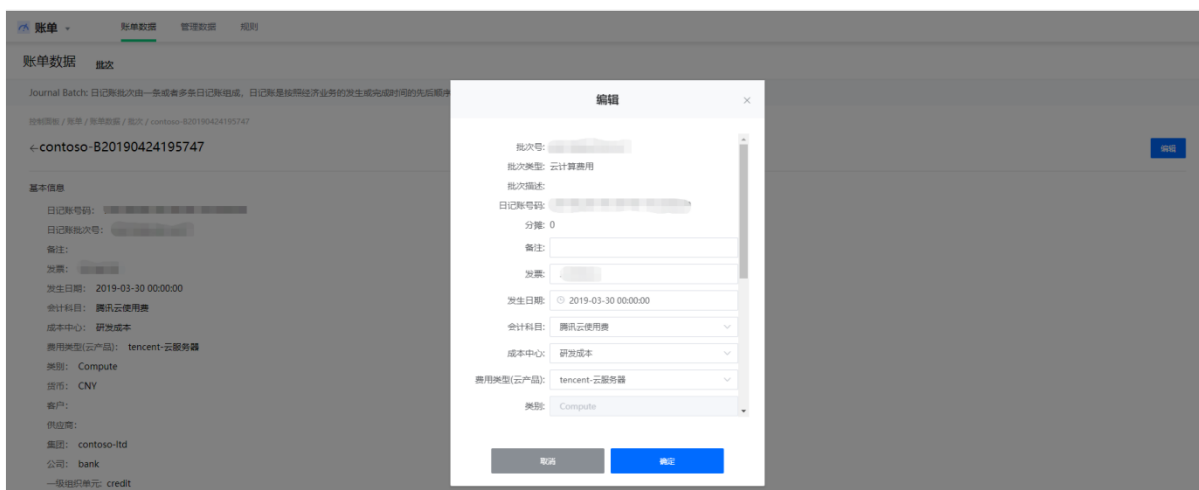 账单
账单数据 管理数据 规则
账单数据 批次
Journal Batch: 日记账批次由一条或者多条日记账组成，日记账是按照经济业务的发生或完成时间的先后顺序
控制面板 / 账单 / 账单数据 / 批次 / contoso-B20190424195747
←contoso-B20190424195747
编辑
基本信息
日记账号码:
日记账批次号:
备注:
发票:
发生日期: 2019-03-30 00:00:00
会计科目: 腾讯云使用费
成本中心: 研发成本
费用类型(云产品): tencent-云服务器
类别: Compute
货币: CNY
客户:
供应商:
集团: contoso-ltd
公司: bank
一级组织单元: credit
编辑
批次号:
批次类型: 云计算费用
批次描述:
日记账号码:
分摊: 0
备注:
发票:
发生日期: 2019-03-30 00:00:00
会计科目: 腾讯云使用费
成本中心: 研发成本
费用类型(云产品): tencent-云服务器
类别: Compute
取消 确定